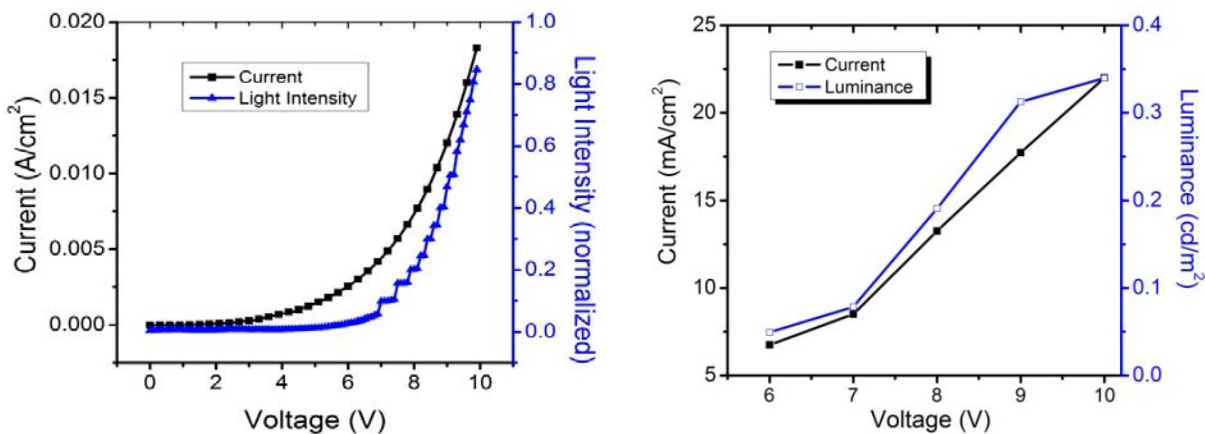 0.020
0.015
0.010
0.005
0.000
Current (A/cm²)
Current
Light Intensity
1.0
0.8
0.6
0.4
0.2
0.0
Light Intensity (normalized)
0 2 4 6 8 10
Voltage (V)
25
20
15
10
5
Current (mA/cm²)
Current
Luminance
0.4
0.3
0.2
0.1
0.0
Luminance (cd/m²)
6 7 8 9 10
Voltage (V)